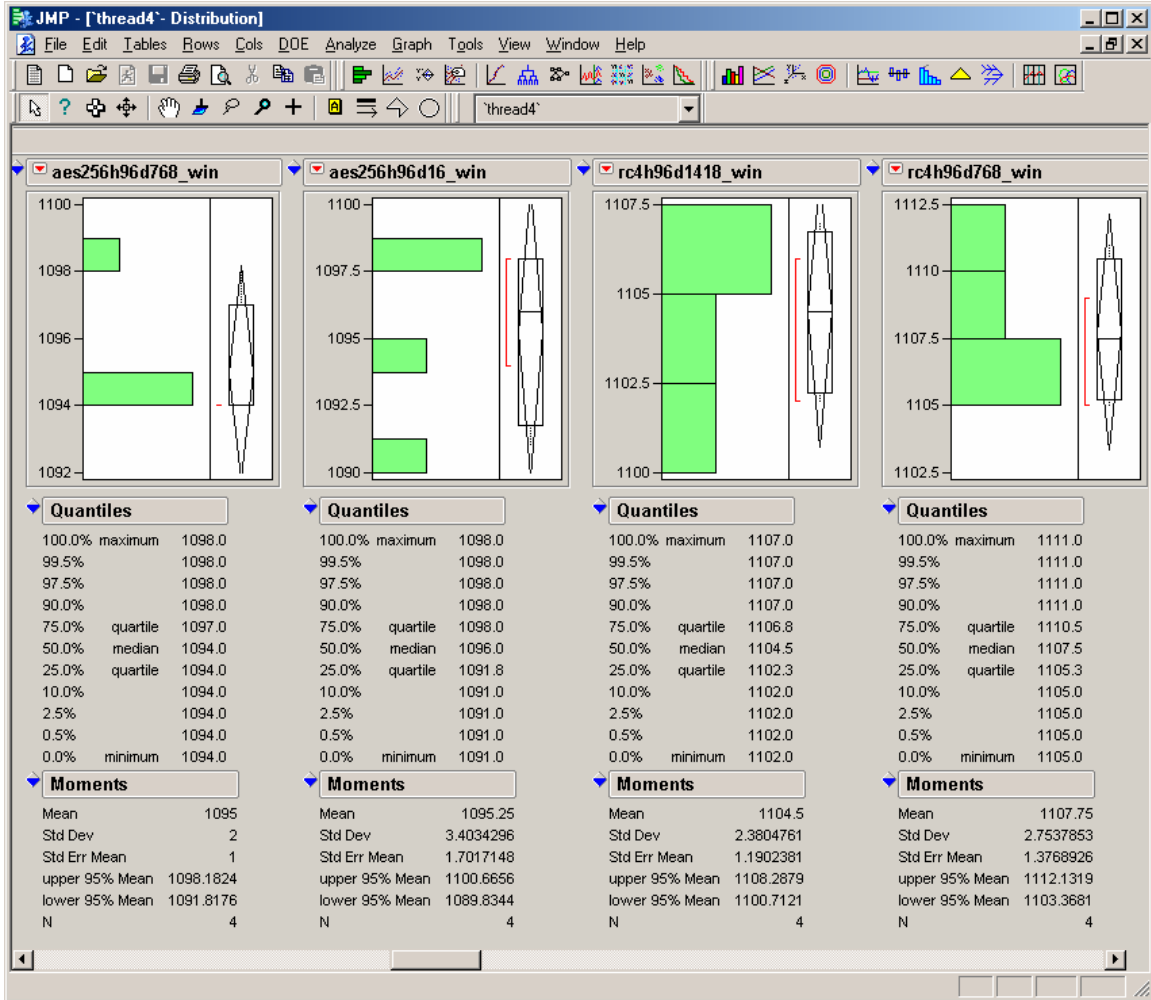 JMP - [`thread4`- Distribution]
File Edit Tables Rows Cols DOE Analyze Graph Tools View Window Help
`thread4`
aes256h96d768_win
1100
1098
1096
1094
1092
Quantiles
100.0% maximum 1098.0
99.5% 1098.0
97.5% 1098.0
90.0% 1098.0
75.0% quartile 1097.0
50.0% median 1094.0
25.0% quartile 1094.0
10.0% 1094.0
2.5% 1094.0
0.5% 1094.0
0.0% minimum 1094.0
Moments
Mean 1095
Std Dev 2
Std Err Mean 1
upper 95% Mean 1098.1824
lower 95% Mean 1091.8176
N 4
aes256h96d16_win
1100
1097.5
1095
1092.5
1090
Quantiles
100.0% maximum 1098.0
99.5% 1098.0
97.5% 1098.0
90.0% 1098.0
75.0% quartile 1098.0
50.0% median 1096.0
25.0% quartile 1091.8
10.0% 1091.0
2.5% 1091.0
0.5% 1091.0
0.0% minimum 1091.0
Moments
Mean 1095.25
Std Dev 3.4034296
Std Err Mean 1.7017148
upper 95% Mean 1100.6656
lower 95% Mean 1089.8344
N 4
rc4h96d1418_win
1107.5
1105
1102.5
1100
Quantiles
100.0% maximum 1107.0
99.5% 1107.0
97.5% 1107.0
90.0% 1107.0
75.0% quartile 1106.8
50.0% median 1104.5
25.0% quartile 1102.3
10.0% 1102.0
2.5% 1102.0
0.5% 1102.0
0.0% minimum 1102.0
Moments
Mean 1104.5
Std Dev 2.3804761
Std Err Mean 1.1902381
upper 95% Mean 1108.2879
lower 95% Mean 1100.7121
N 4
rc4h96d768_win
1112.5
1110
1107.5
1105
1102.5
Quantiles
100.0% maximum 1111.0
99.5% 1111.0
97.5% 1111.0
90.0% 1111.0
75.0% quartile 1110.5
50.0% median 1107.5
25.0% quartile 1105.3
10.0% 1105.0
2.5% 1105.0
0.5% 1105.0
0.0% minimum 1105.0
Moments
Mean 1107.75
Std Dev 2.7537853
Std Err Mean 1.3768926
upper 95% Mean 1112.1319
lower 95% Mean 1103.3681
N 4